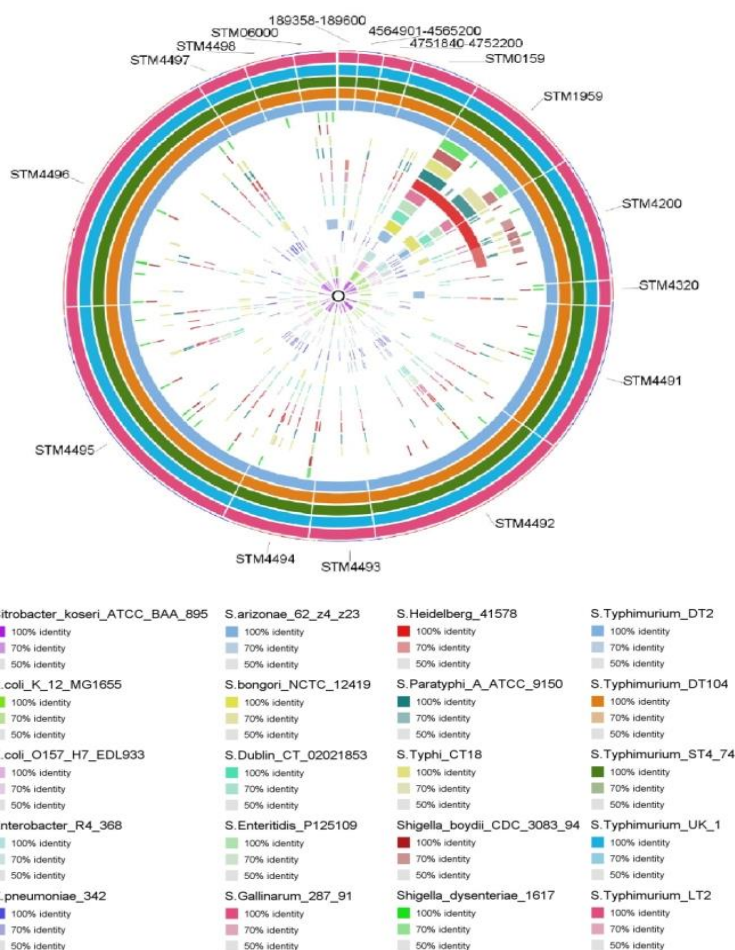 189358-189600
STM06000
4564901-4565200
STM4498
4751840-4752200
STM4497
STM0159
STM1959
STM4496
STM4200
STM4320
STM4491
STM4495
STM4492
STM4494
STM4493
itrobacter_koseri_ATCC_BAA_895
100% identity
70% identity
50% identity
.coli_K_12_MG1655
100% identity
70% identity
50% identity
.coli_O157_H7_EDL933
100% identity
70% identity
50% identity
nterobacter_R4_368
100% identity
70% identity
50% identity
.pneumoniae_342
100% identity
70% identity
50% identity
S.arizonae_62_z4_z23
100% identity
70% identity
50% identity
S.bongori_NCTC_12419
100% identity
70% identity
50% identity
S.Dublin_CT_02021853
100% identity
70% identity
50% identity
S.Enteritidis_P125109
100% identity
70% identity
50% identity
S.Gallinarum_287_91
100% identity
70% identity
50% identity
S.Heidelberg_41578
100% identity
70% identity
50% identity
S.Paratyphi_A_ATCC_9150
100% identity
70% identity
50% identity
S.Typhi_CT18
100% identity
70% identity
50% identity
Shigella_boydii_CDC_3083_94
100% identity
70% identity
50% identity
Shigella_dysenteriae_1617
100% identity
70% identity
50% identity
S.Typhimurium_DT2
100% identity
70% identity
50% identity
S.Typhimurium_DT104
100% identity
70% identity
50% identity
S.Typhimurium_ST4_74
100% identity
70% identity
50% identity
S.Typhimurium_UK_1
100% identity
70% identity
50% identity
S.Typhimurium_LT2
100% identity
70% identity
50% identity